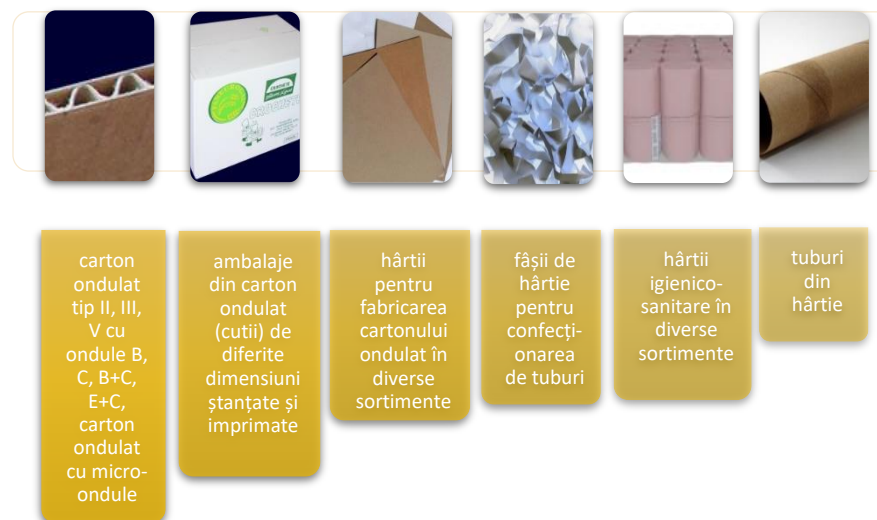 carton
ondulat
tip II, III,
V cu
ondule B,
C, B+C,
E+C,
carton
ondulat
cu micro-
ondule
ambalaje
din carton
ondulat
(cutii) de
diferite
dimensiuni
ștanțate și
imprimate
hârtii
pentru
fabricarea
cartonului
ondulat în
diverse
sortimente
fâșii de
hârtie
pentru
confecți-
onarea
de tuburi
hârtii
igienico-
sanitare în
diverse
sortimente
tuburi
din
hârtie